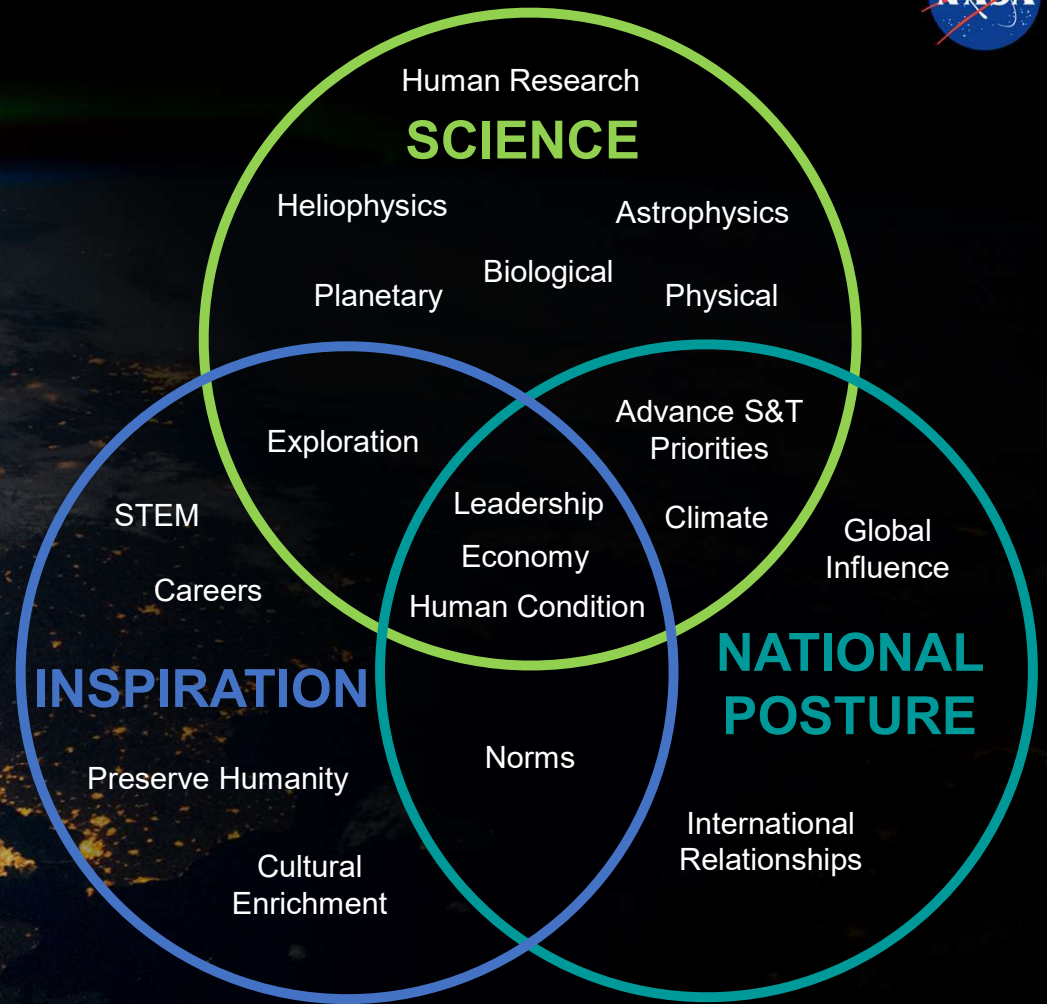 NASA
Human Research
SCIENCE
Heliophysics
Astrophysics
Biological
Planetary
Physical
Advance S&T
Priorities
Exploration
Leadership
Climate
STEM
Economy
Global
Influence
Careers
Human Condition
INSPIRATION
NATIONAL
POSTURE
Norms
Preserve Humanity
International
Relationships
Cultural
Enrichment